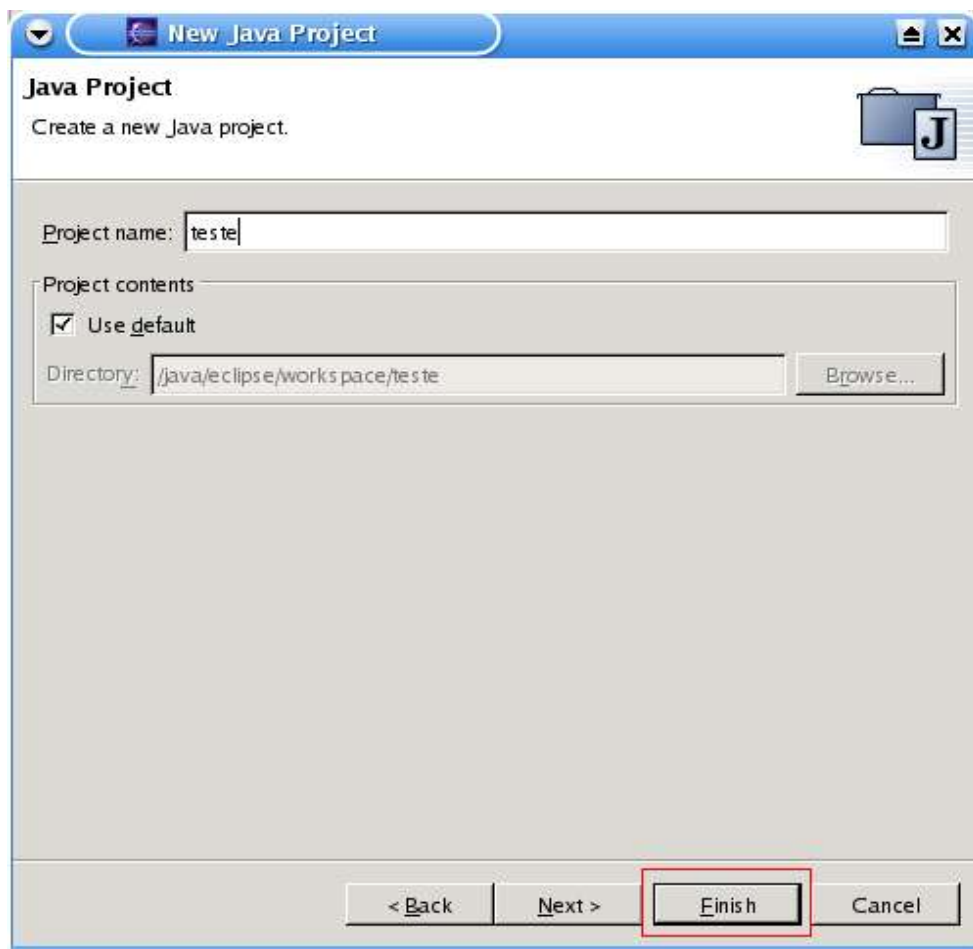 New Java Project
Java Project
Create a new Java project.
J
Project name: teste
Project contents
Use default
Directory: /java/eclipse/workspace/teste Browse...
< Back Next > Finish Cancel